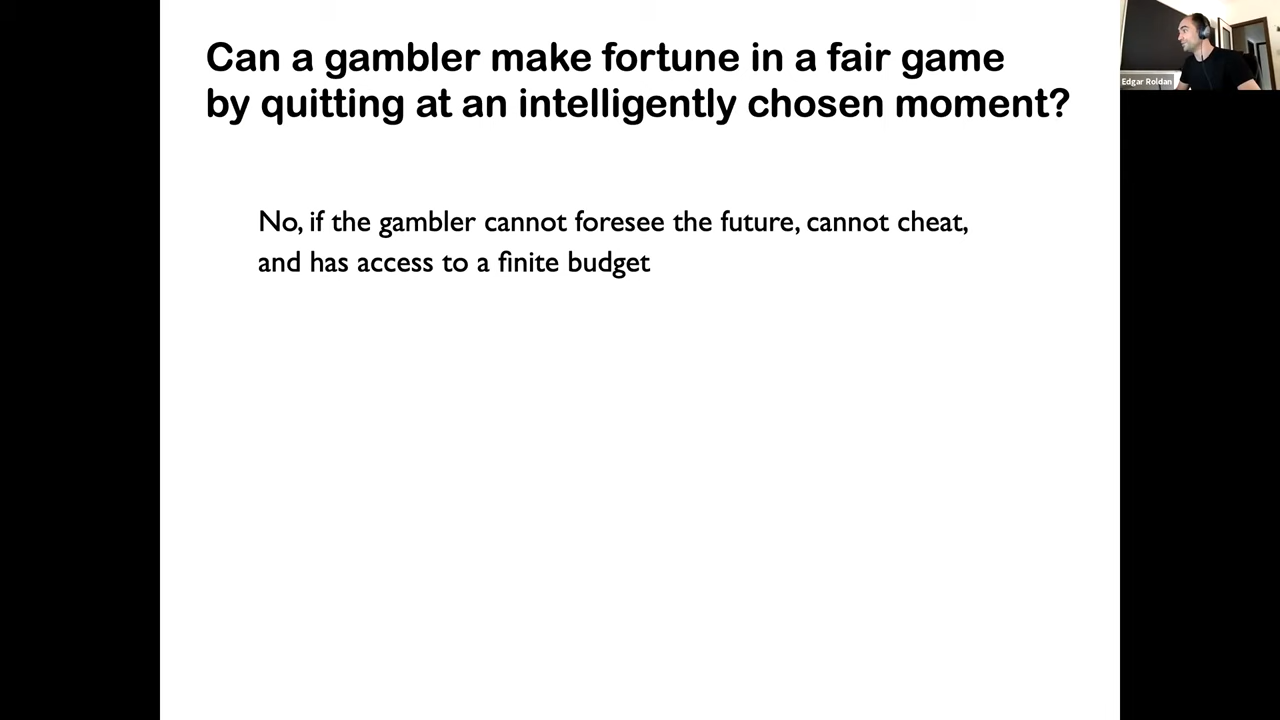 Can a gambler make fortune in a fair game
by quitting at an intelligently chosen moment?
No, if the gambler cannot foresee the future, cannot cheat,
and has access to a finite budget
Edgar Roldan